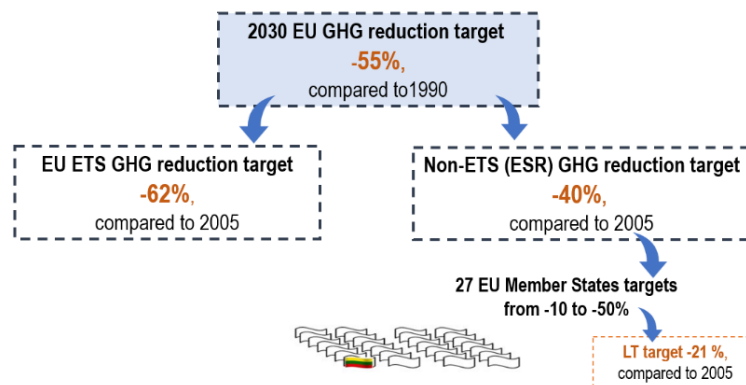 2030 EU GHG reduction target
-55%,
compared to1990
EU ETS GHG reduction target
-62%,
compared to 2005
Non-ETS (ESR) GHG reduction target
-40%,
compared to 2005
27 EU Member States targets
from -10 to -50%
LT target -21 %,
compared to 2005